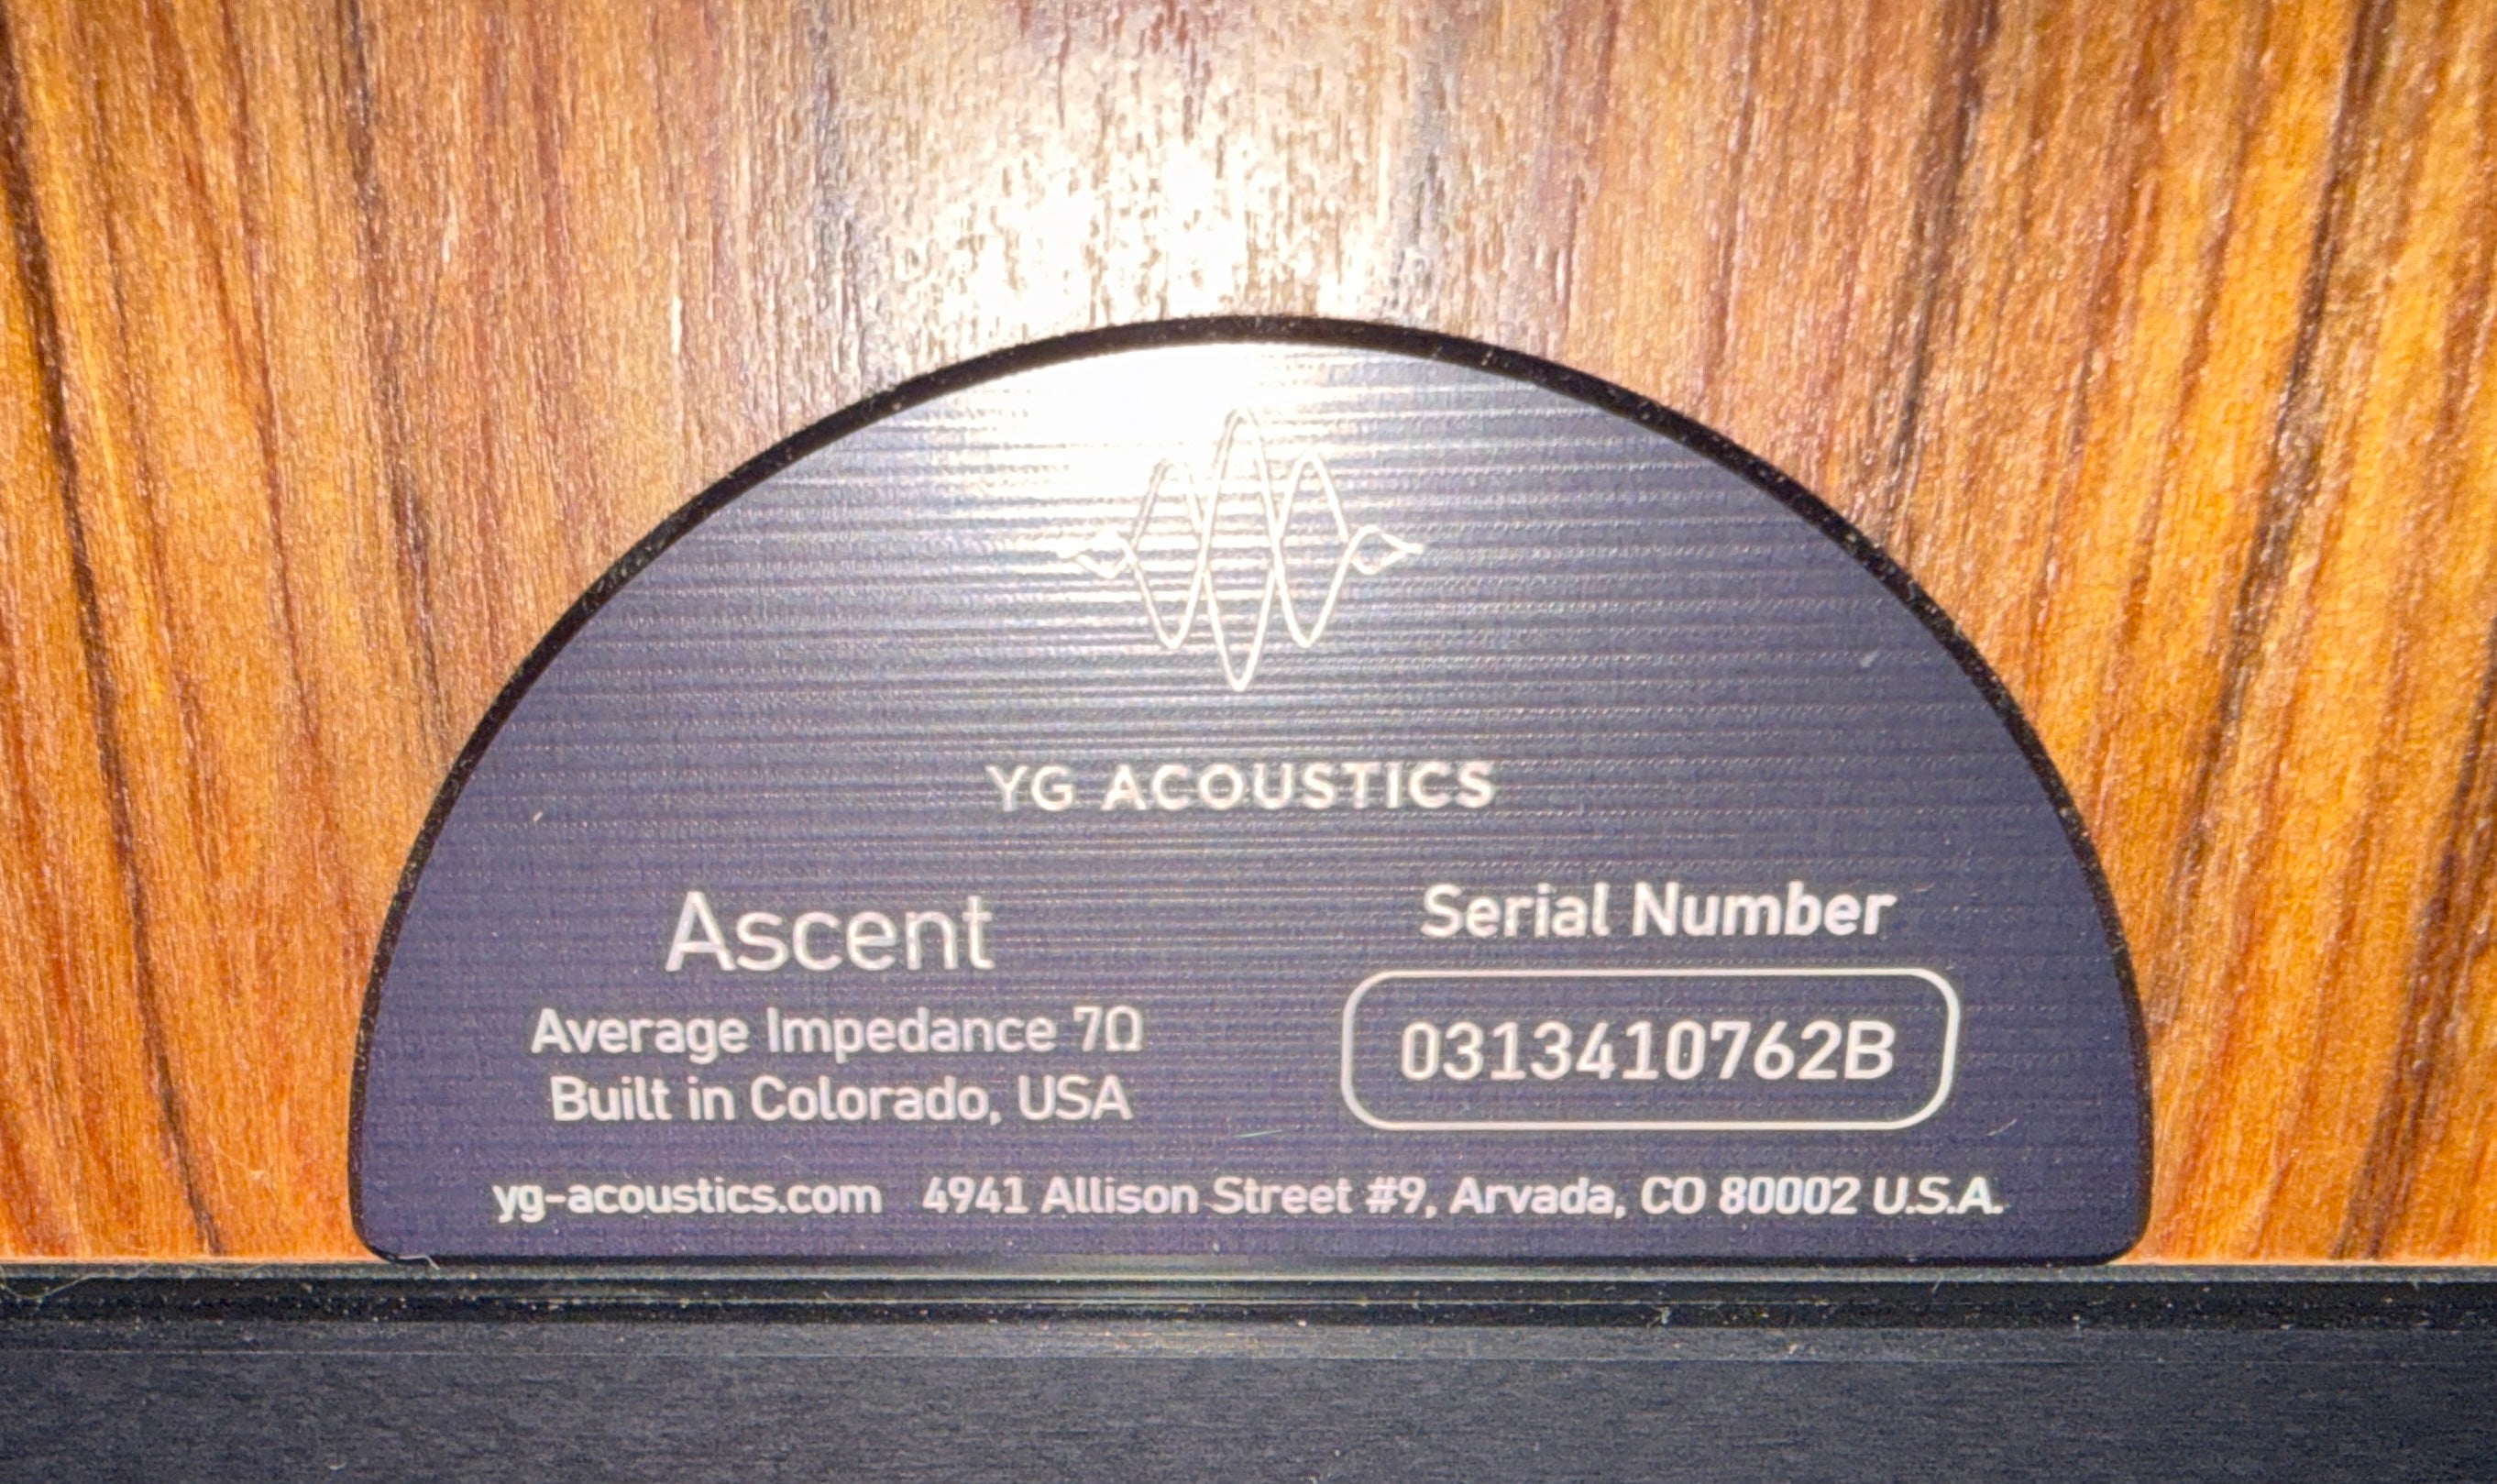 YG ACOUSTICS
Ascent
Average Impedance 7Ω
Built in Colorado, USA
Serial Number
0313410762B
yg-acoustics.com 4941 Allison Street #9, Arvada, CO 80002 U.S.A.